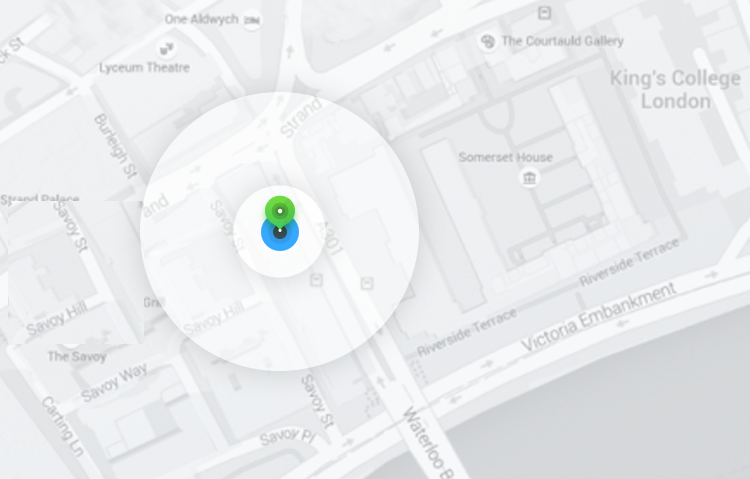 One Aldwych
The Courtauld Gallery
Lyceum Theatre
King's College
London
Burleigh St
Strand
Somerset House
Strand Palace
Savoy St
A301
Riverside Terrace
Savoy Hill
Savoy Hill
Riverside Terrace
Victoria Embankment
The Savoy
Savoy Way
Savoy St
Carting Ln
Savoy Pl
Waterloo B